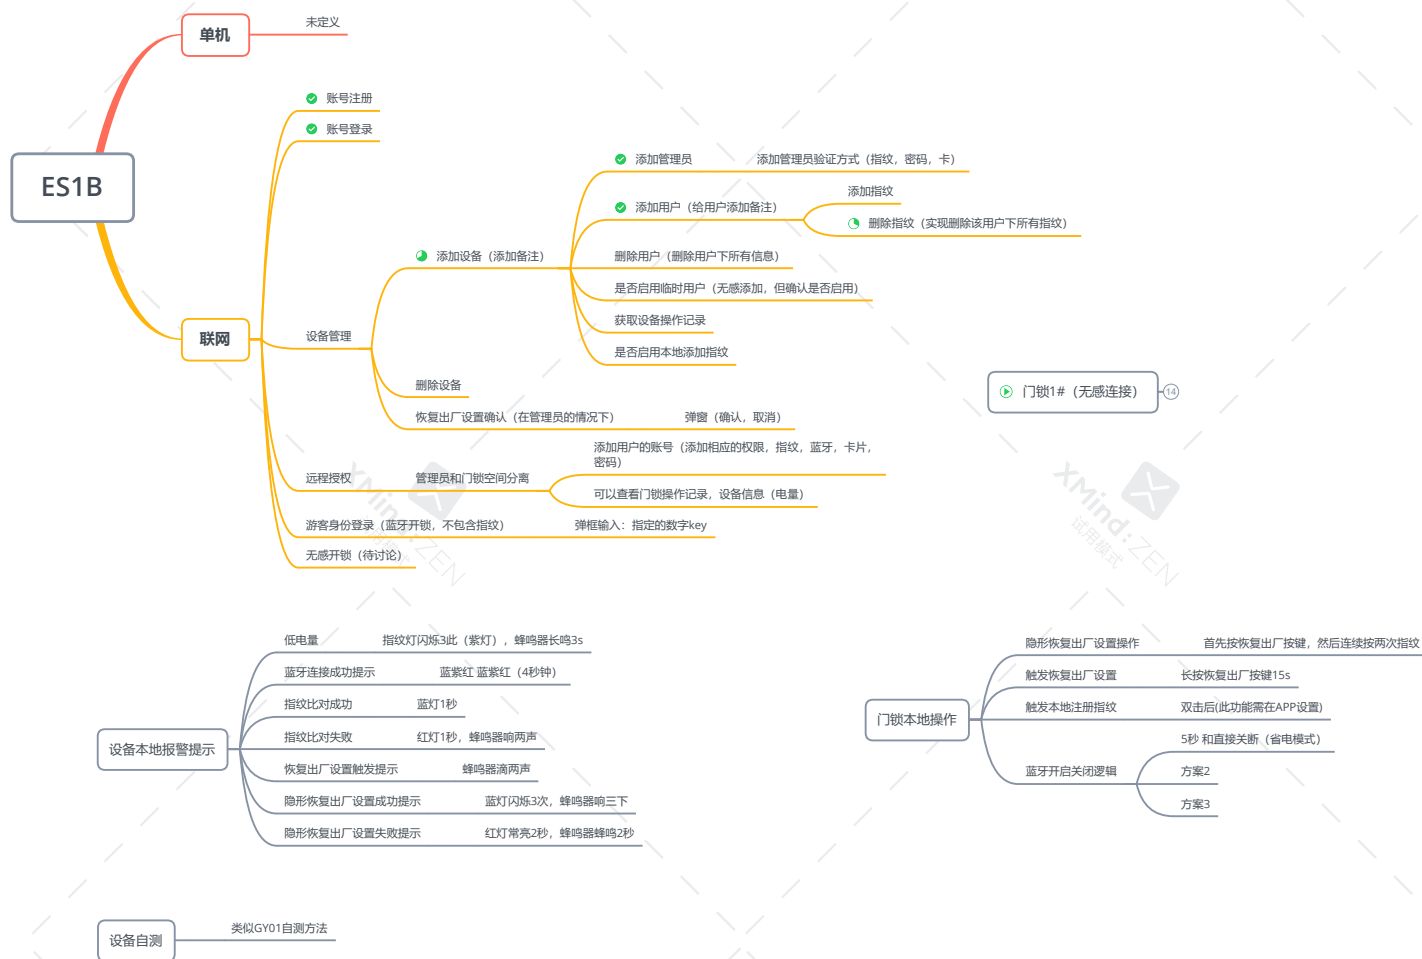 单机
未定义
ES1B
联网
账号注册
账号登录
设备管理
添加设备（添加备注）
添加管理员
添加管理员验证方式（指纹，密码，卡）
添加用户（给用户添加备注）
添加指纹
删除指纹（实现删除该用户下所有指纹）
删除用户（删除用户下所有信息）
是否启用临时用户（无感添加，但确认是否启用）
获取设备操作记录
是否启用本地添加指纹
删除设备
恢复出厂设置确认（在管理员的情况下）
弹窗（确认，取消）
远程授权
管理员和门锁空间分离
添加用户的账号（添加相应的权限，指纹，蓝牙，卡片，
密码）
可以查看门锁操作记录，设备信息（电量）
游客身份登录（蓝牙开锁，不包含指纹）
弹框输入：指定的数字key
无感开锁（待讨论）
门锁1#（无感连接）
14
XMind:ZEN
试用模式
XMind:ZEN
试用模式
设备本地报警提示
低电量
指纹灯闪烁3此（紫灯），蜂鸣器长鸣3s
蓝牙连接成功提示
蓝紫红 蓝紫红（4秒钟）
指纹比对成功
蓝灯1秒
指纹比对失败
红灯1秒，蜂鸣器响两声
恢复出厂设置触发提示
蜂鸣器滴两声
隐形恢复出厂设置成功提示
蓝灯闪烁3次，蜂鸣器响三下
隐形恢复出厂设置失败提示
红灯常亮2秒，蜂鸣器蜂鸣2秒
门锁本地操作
隐形恢复出厂设置操作
首先按恢复出厂按键，然后连续按两次指纹
触发恢复出厂设置
长按恢复出厂按键15s
触发本地注册指纹
双击后(此功能需在APP设置)
蓝牙开启关闭逻辑
5秒 和直接关断（省电模式）
方案2
方案3
设备自测
类似GY01自测方法